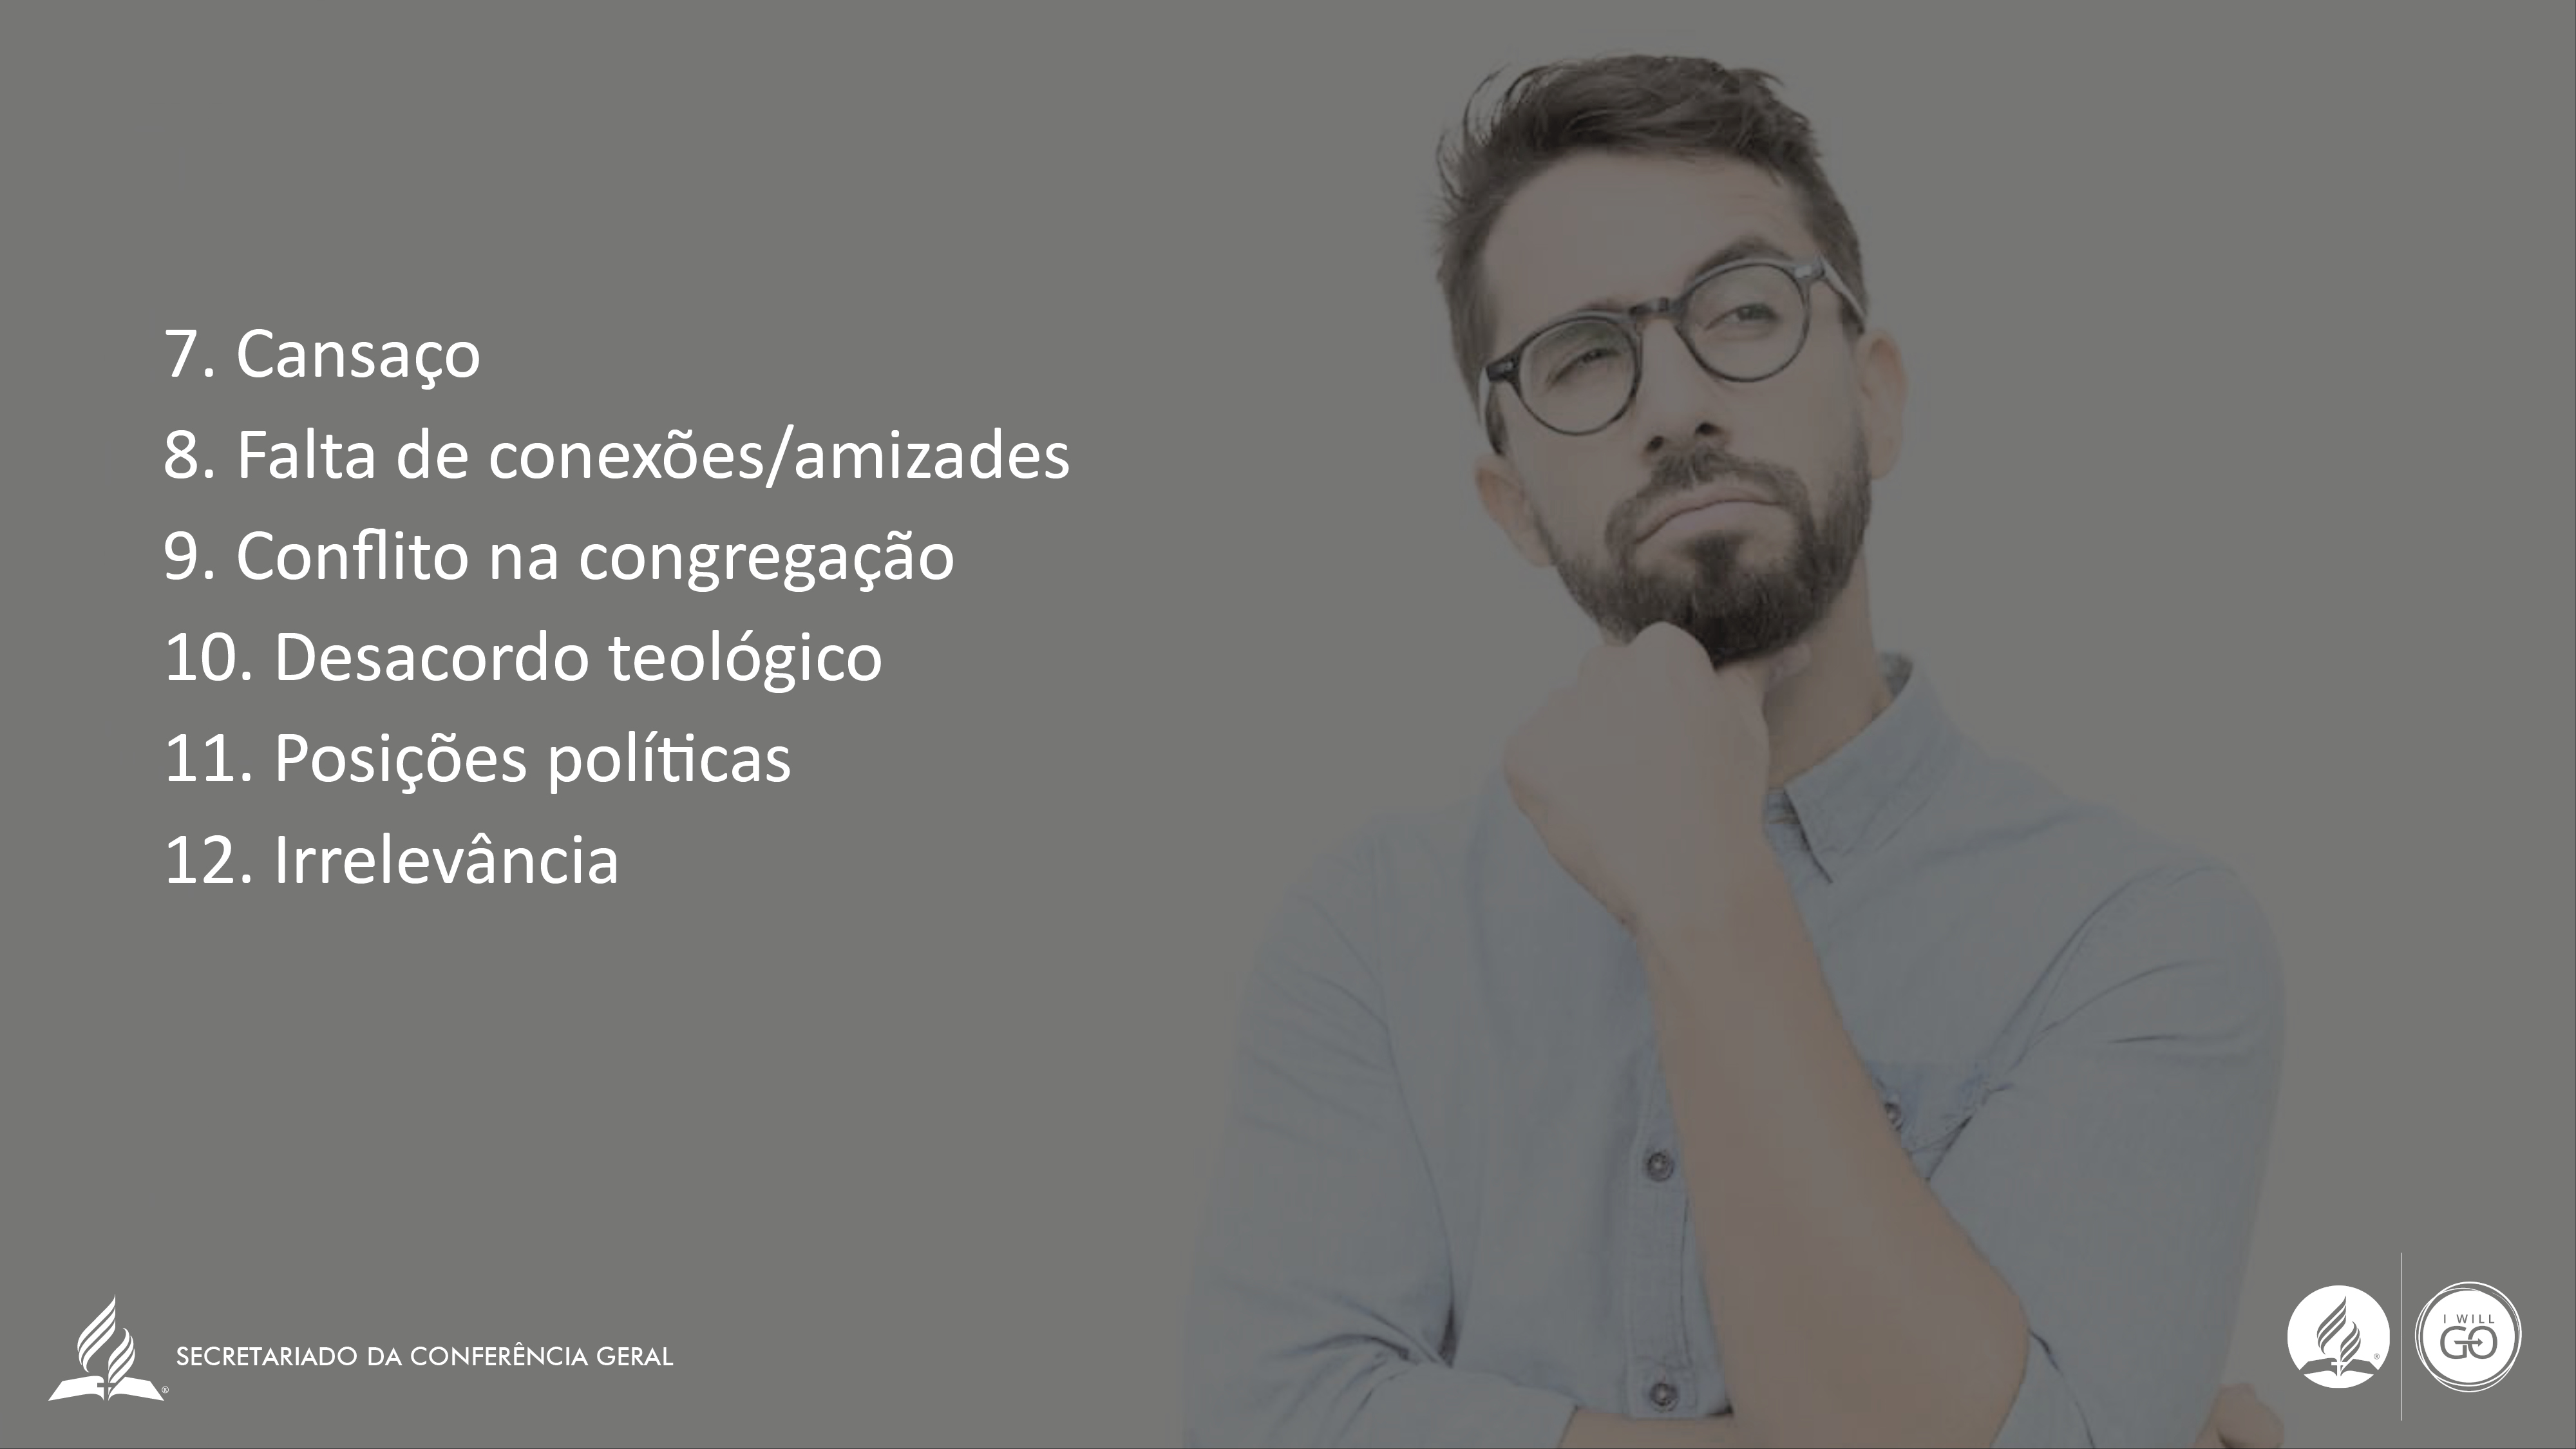 7. Cansaço
8. Falta de conexões/amizades
9. Conflito na congregação
10. Desacordo teológico
11. Posições políticas
12. Irrelevância
SECRETARIADO DA CONFERÊNCIA GERAL
I WILL
GO